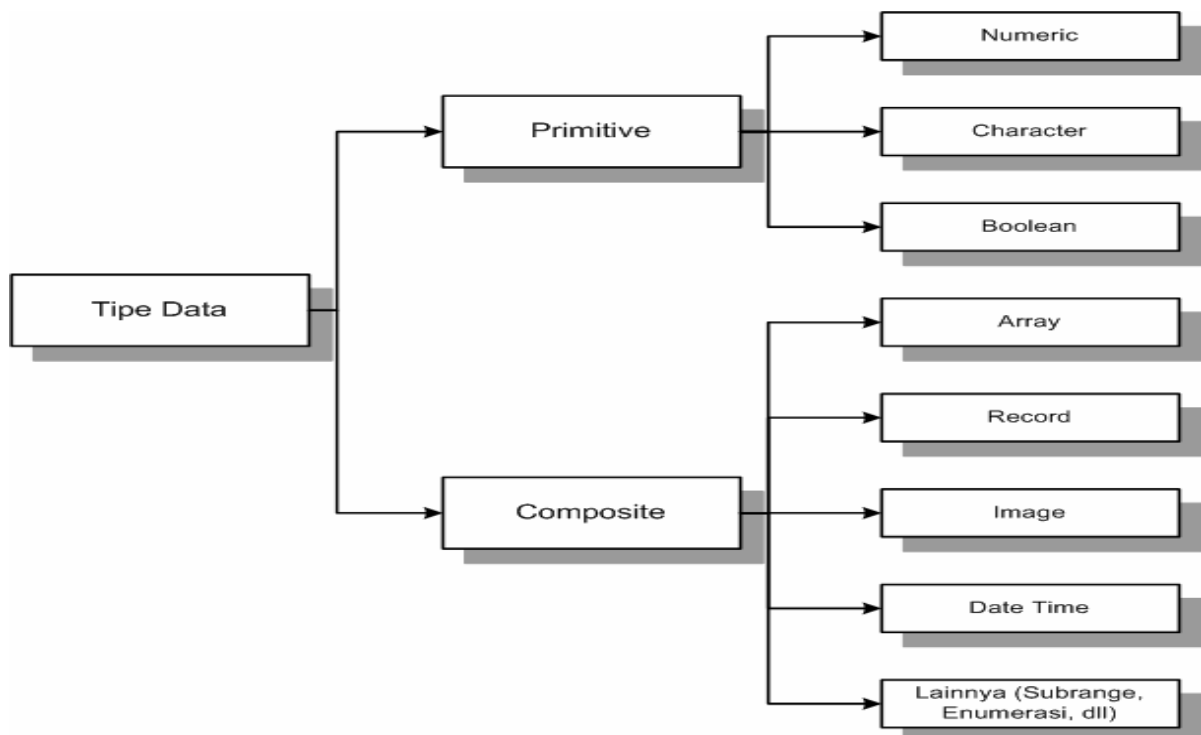 Tipe Data
Primitive
Numeric
Character
Boolean
Composite
Array
Record
Image
Date Time
Lainnya (Subrange,
Enumerasi, dll)